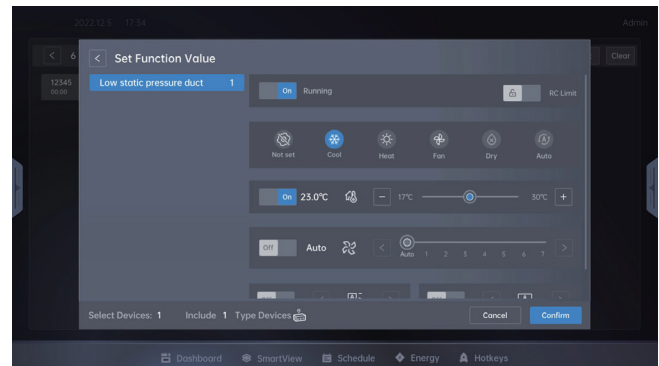 2022.12.5 17:34 Admin
< 6 Clear
Set Function Value
12345
00:00
Low static pressure duct 1
On Running RC Limit
Not set Cool Heat Fan Dry Auto
On 23.0℃ − 17℃ 30℃ +
Off Auto < Auto 1 2 3 4 5 6 7 >
Select Devices: 1 Include 1 Type Devices
Cancel Confirm
Dashboard SmartView Schedule Energy Hotkeys